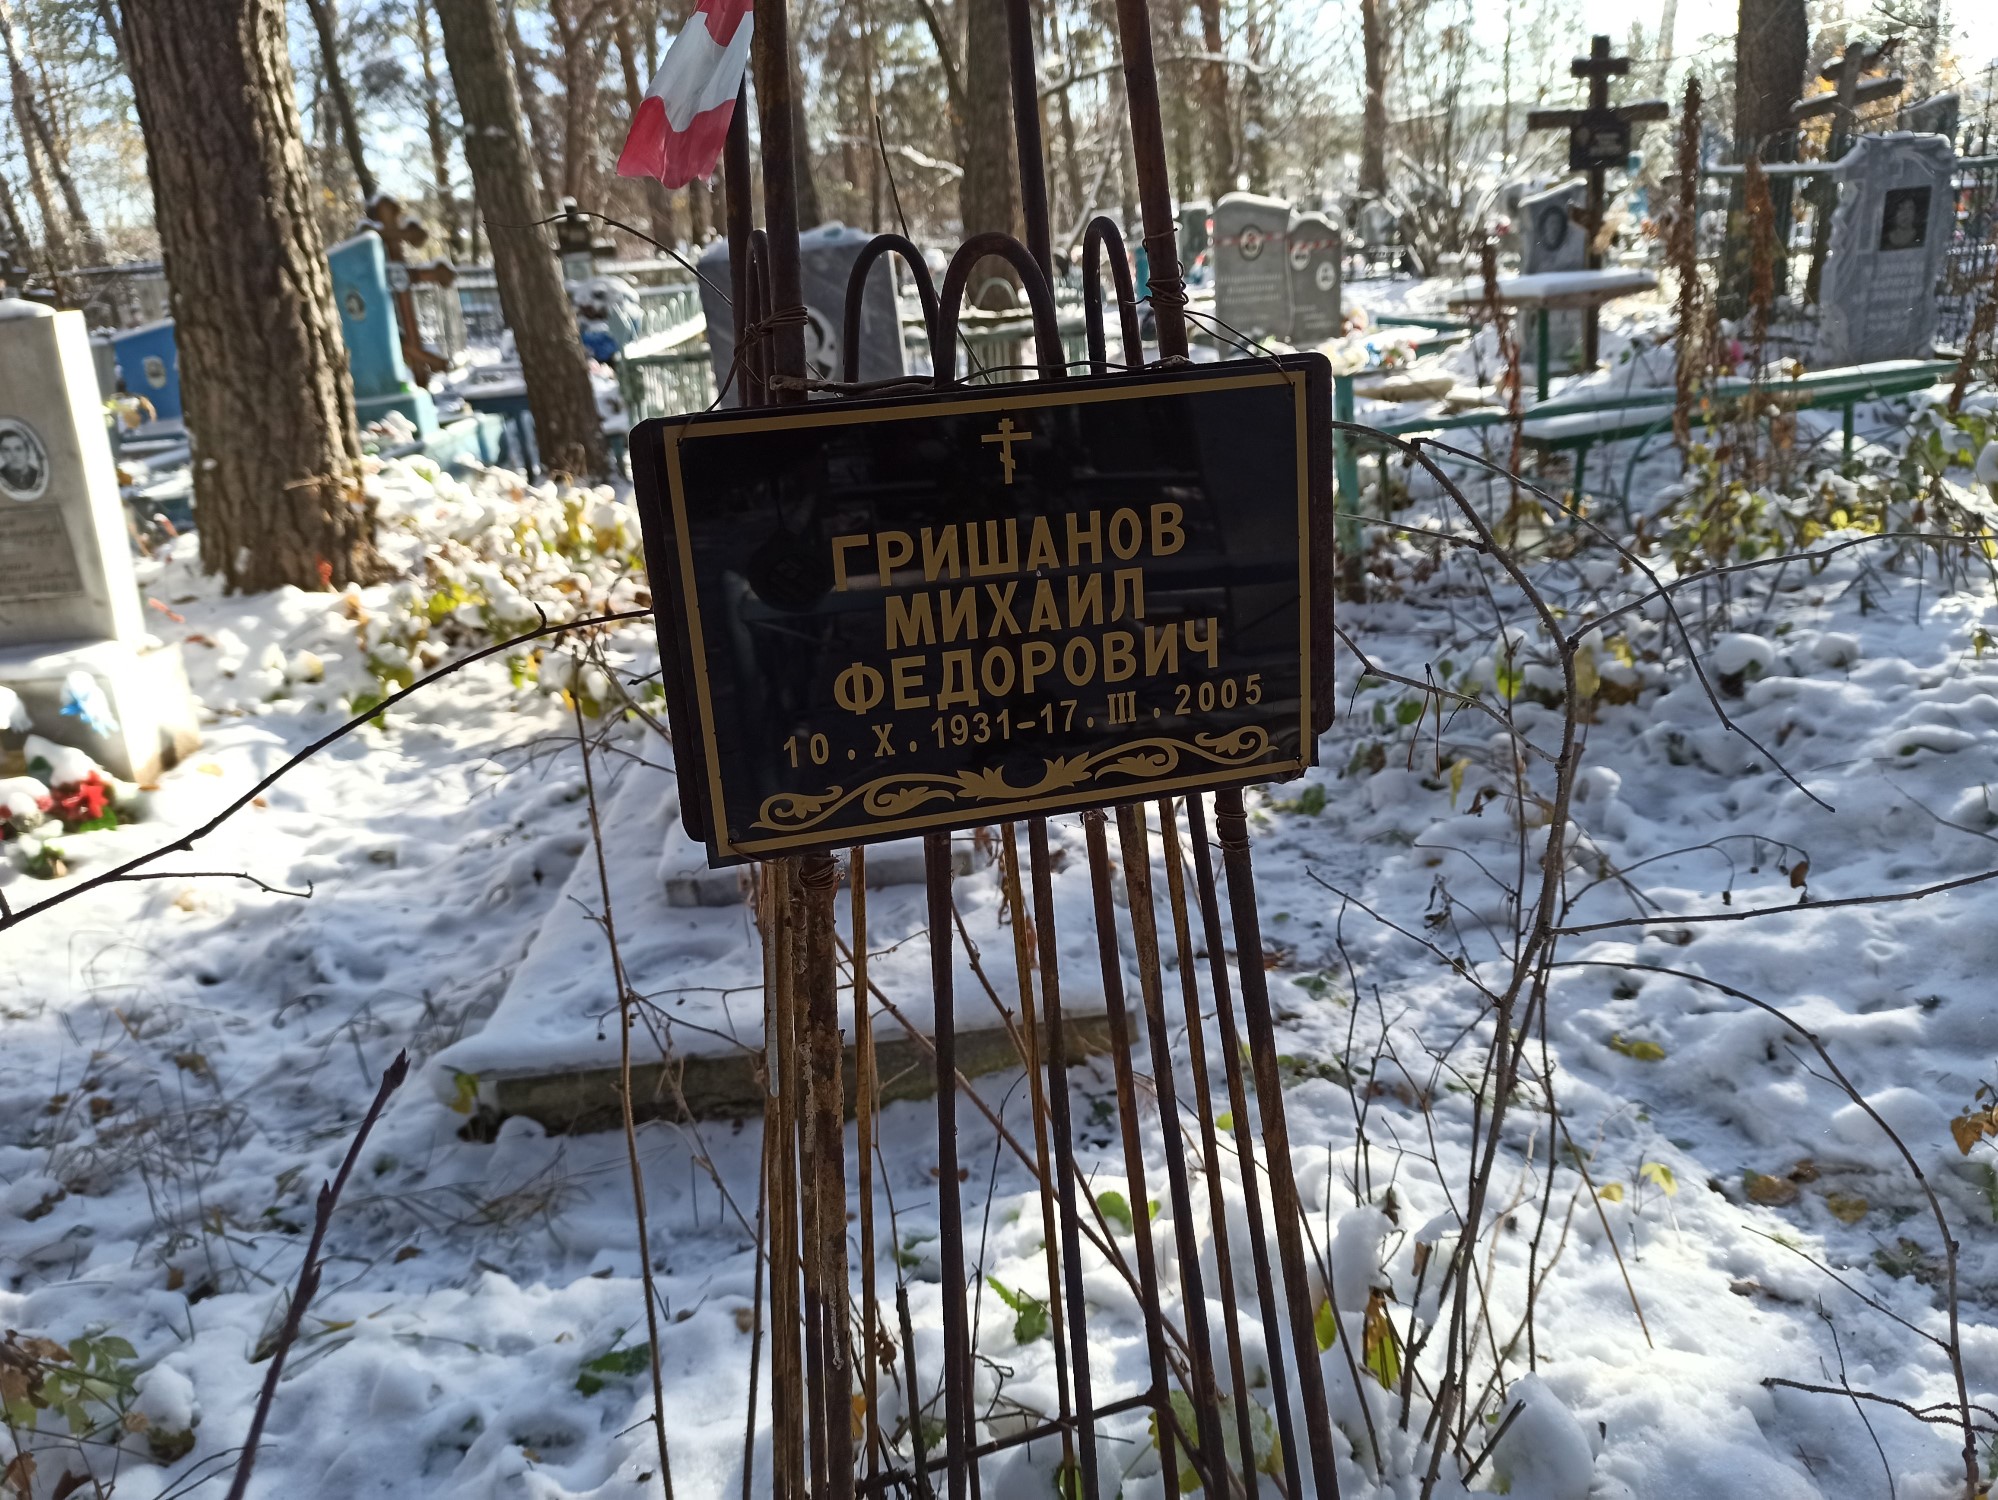 ГРИШАНОВ
МИХАИЛ
ФЕДОРОВИЧ
10.X.1931-17.III.2005